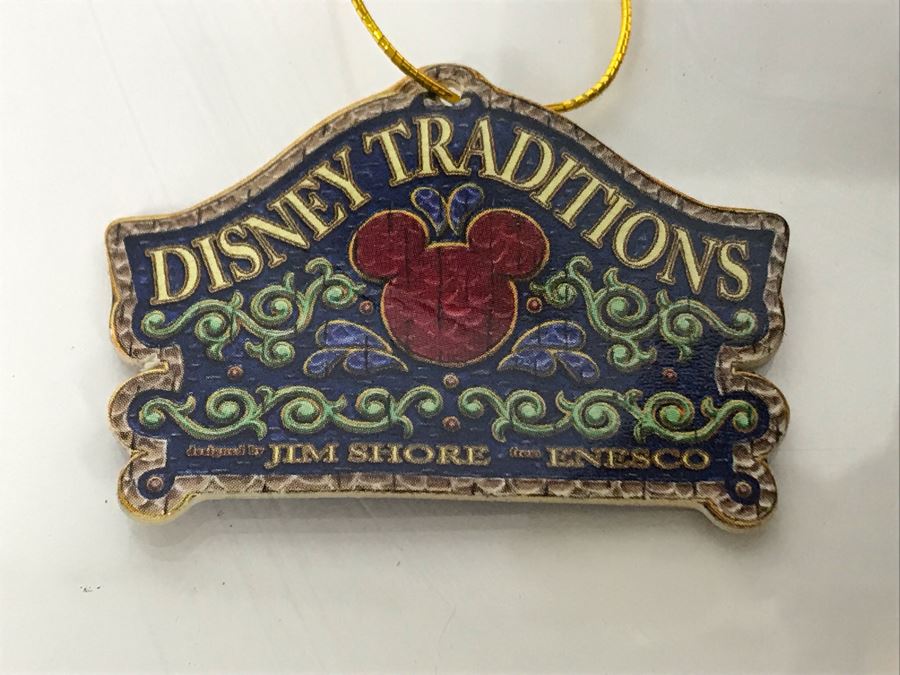 DISNEY TRADITIONS
designed by JIM SHORE from ENESCO